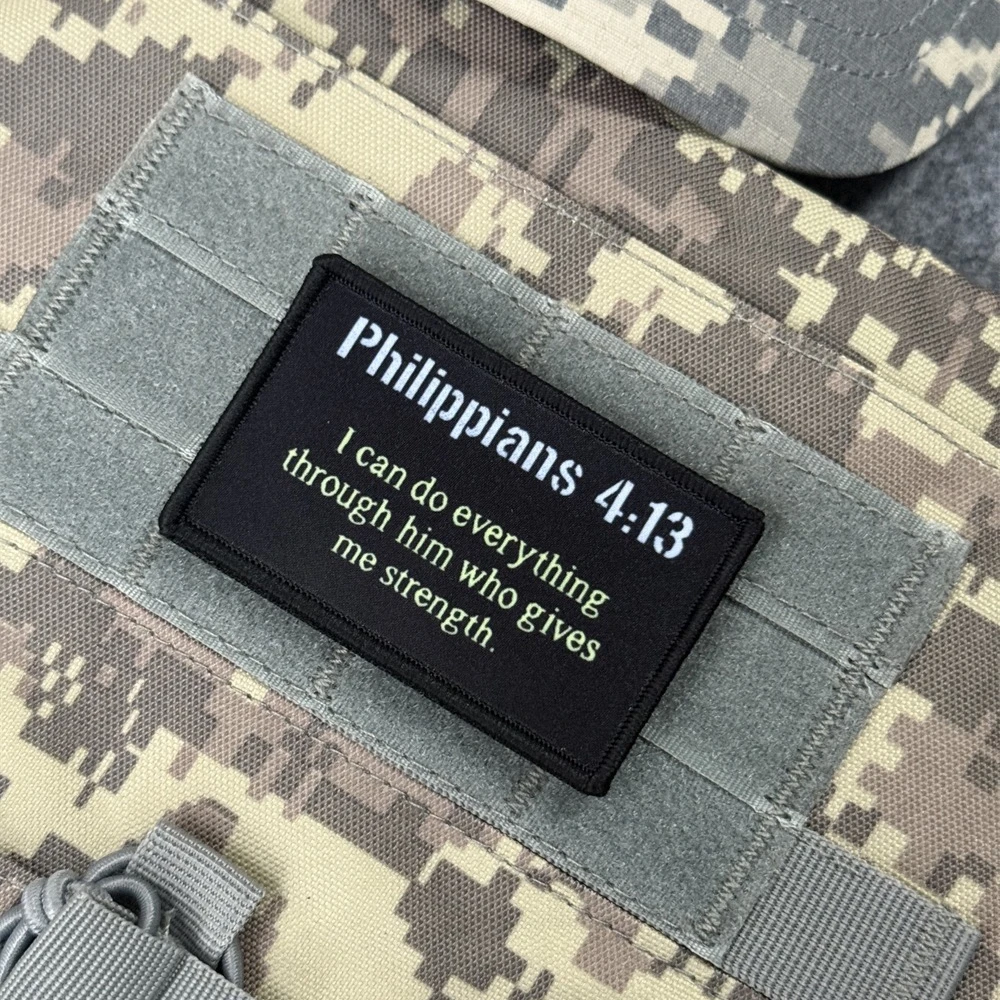 Philippians 4:13
I can do everything
through him who gives
me strength.